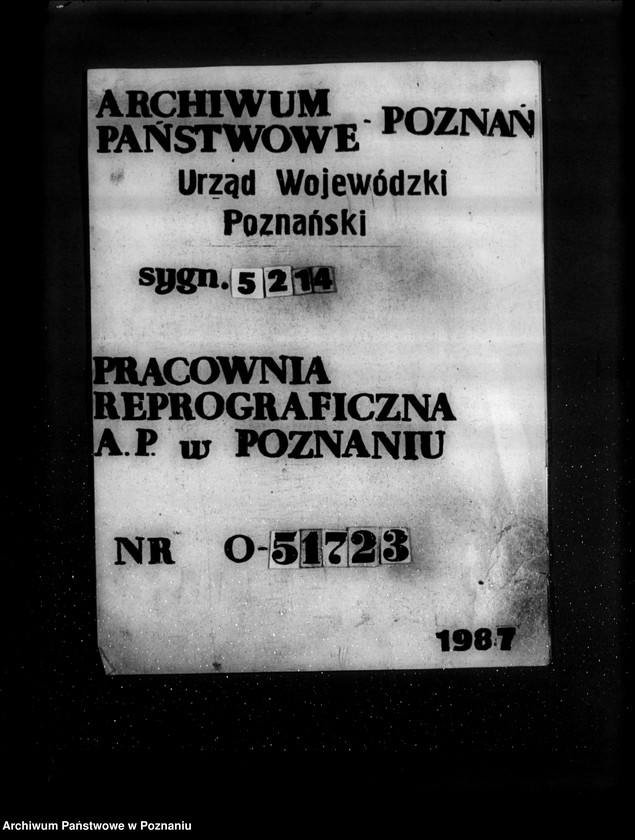 ARCHIWUM
PAŃSTWOWE - POZNAŃ
Urząd Wojewódzki
Poznański
sygn. 5214
PRACOWNIA
REPROGRAFICZNA
A.P. w POZNANIU
NR O-51723
1987
Archiwum Państwowe w Poznaniu